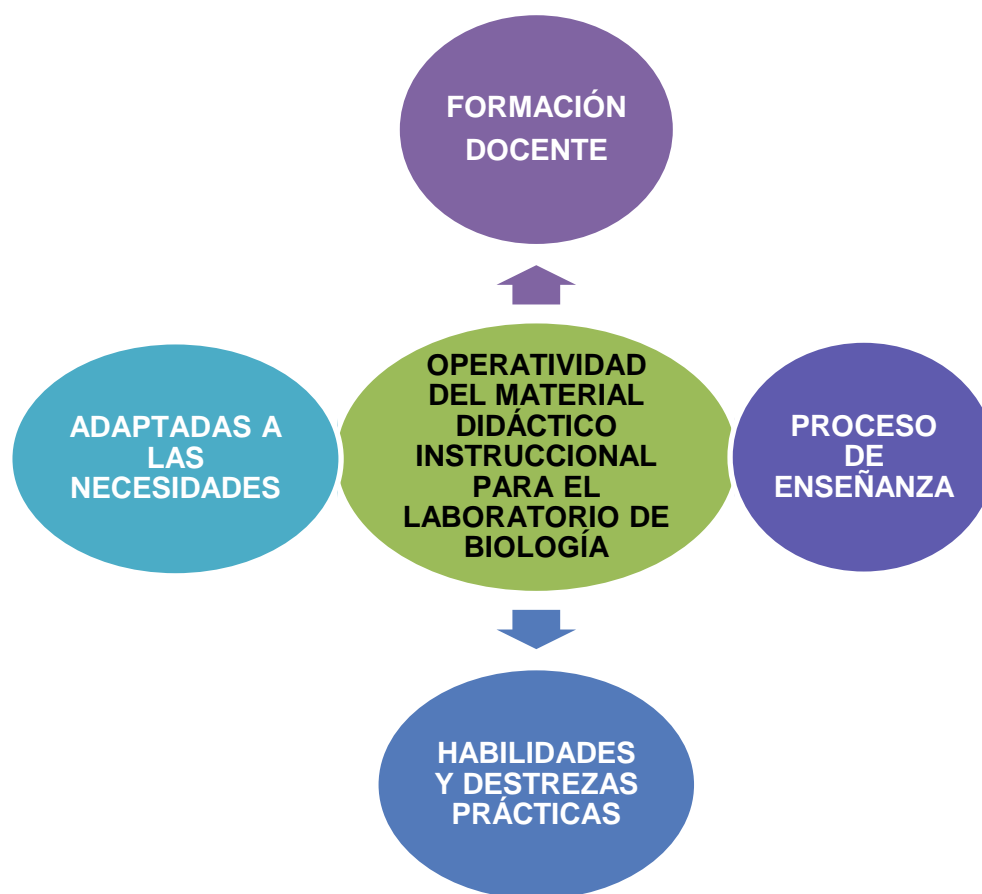 FORMACIÓN
DOCENTE
ADAPTADAS A
LAS
NECESIDADES
OPERATIVIDAD
DEL MATERIAL
DIDÁCTICO
INSTRUCCIONAL
PARA EL
LABORATORIO DE
BIOLOGÍA
PROCESO
DE
ENSEÑANZA
HABILIDADES
Y DESTREZAS
PRÁCTICAS